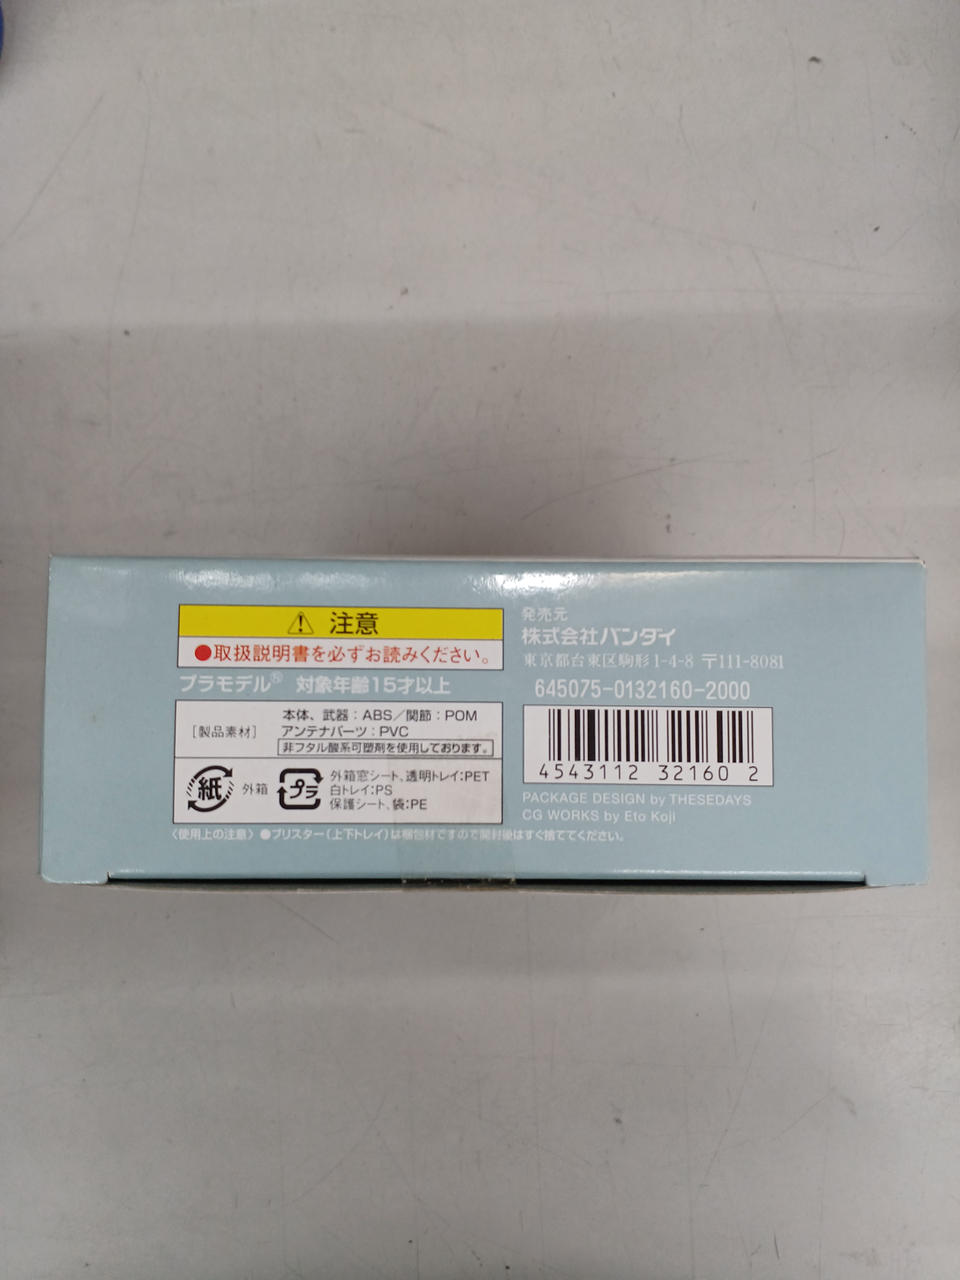 ⚠ 注意
●取扱説明書を必ずお読みください。
プラモデル® 対象年齢15才以上
[製品素材]
本体、武器：ABS／関節：POM
アンテナパーツ：PVC
非フタル酸系可塑剤を使用しております。
紙 外箱
プラ
外箱窓シート、透明トレイ:PET
白トレイ:PS
保護シート、袋:PE
〈使用上の注意〉●ブリスター（上下トレイ）は梱包材ですので開封後はすぐ捨ててください。
発売元
株式会社バンダイ
東京都台東区駒形1-4-8 〒111-8081
645075-0132160-2000
4543112 32160 2
PACKAGE DESIGN by THESEDAYS
CG WORKS by Eto Koji